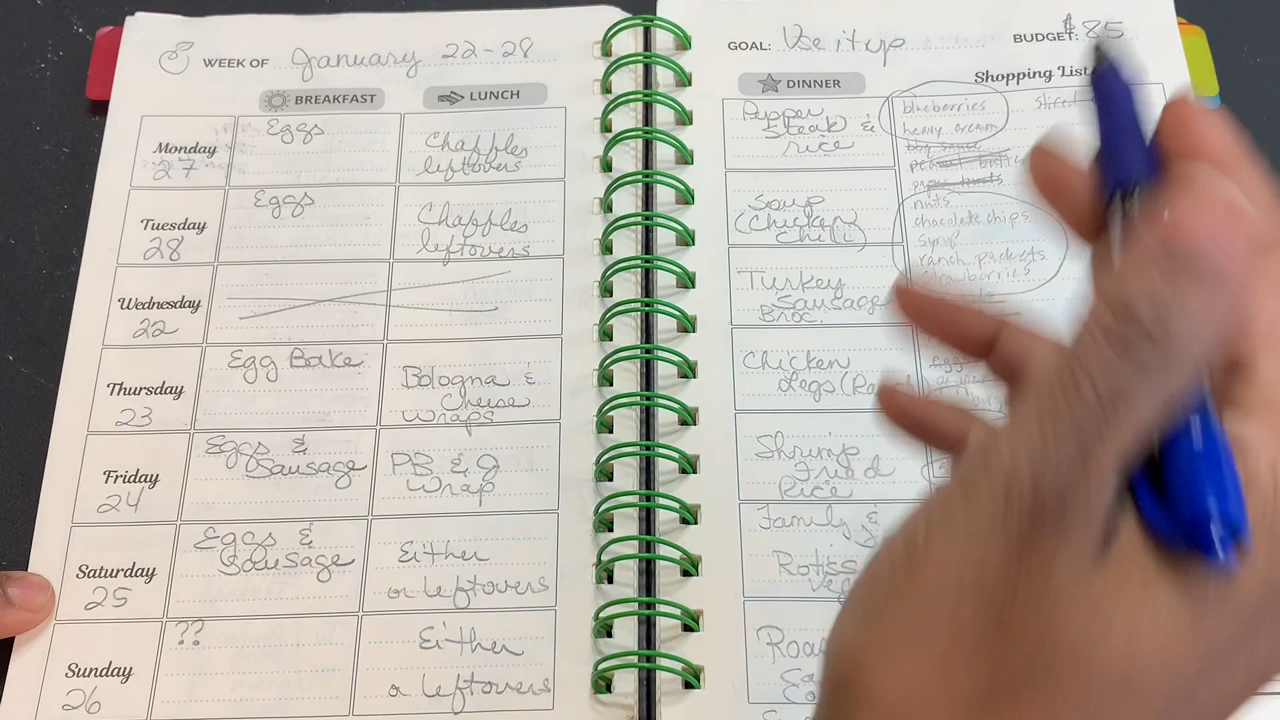 WEEK OF January 22-28
BREAKFAST
LUNCH
Monday
27
Eggs
Chaffles
leftovers
Tuesday
28
Eggs
Chaffles
leftovers
Wednesday
22
Thursday
23
Egg Bake
Bologna &
Cheese
Wraps
Friday
24
Eggs &
Sausage
PB & J
Wrap
Saturday
25
Eggs &
Sausage
Either
or leftovers
Sunday
26
??
Either
or leftovers
GOAL: Use it up
BUDGET: $85
DINNER
Shopping List
Pepper
Steak &
rice
Soup
(Chicken
Chili)
Turkey
Sausage
Broc.
Chicken
Legs
Shrimp
Fried
Rice
Family &
blueberries
heavy cream
bbq sauce
nuts
chocolate chips
syrup
ranch packets
strawberries